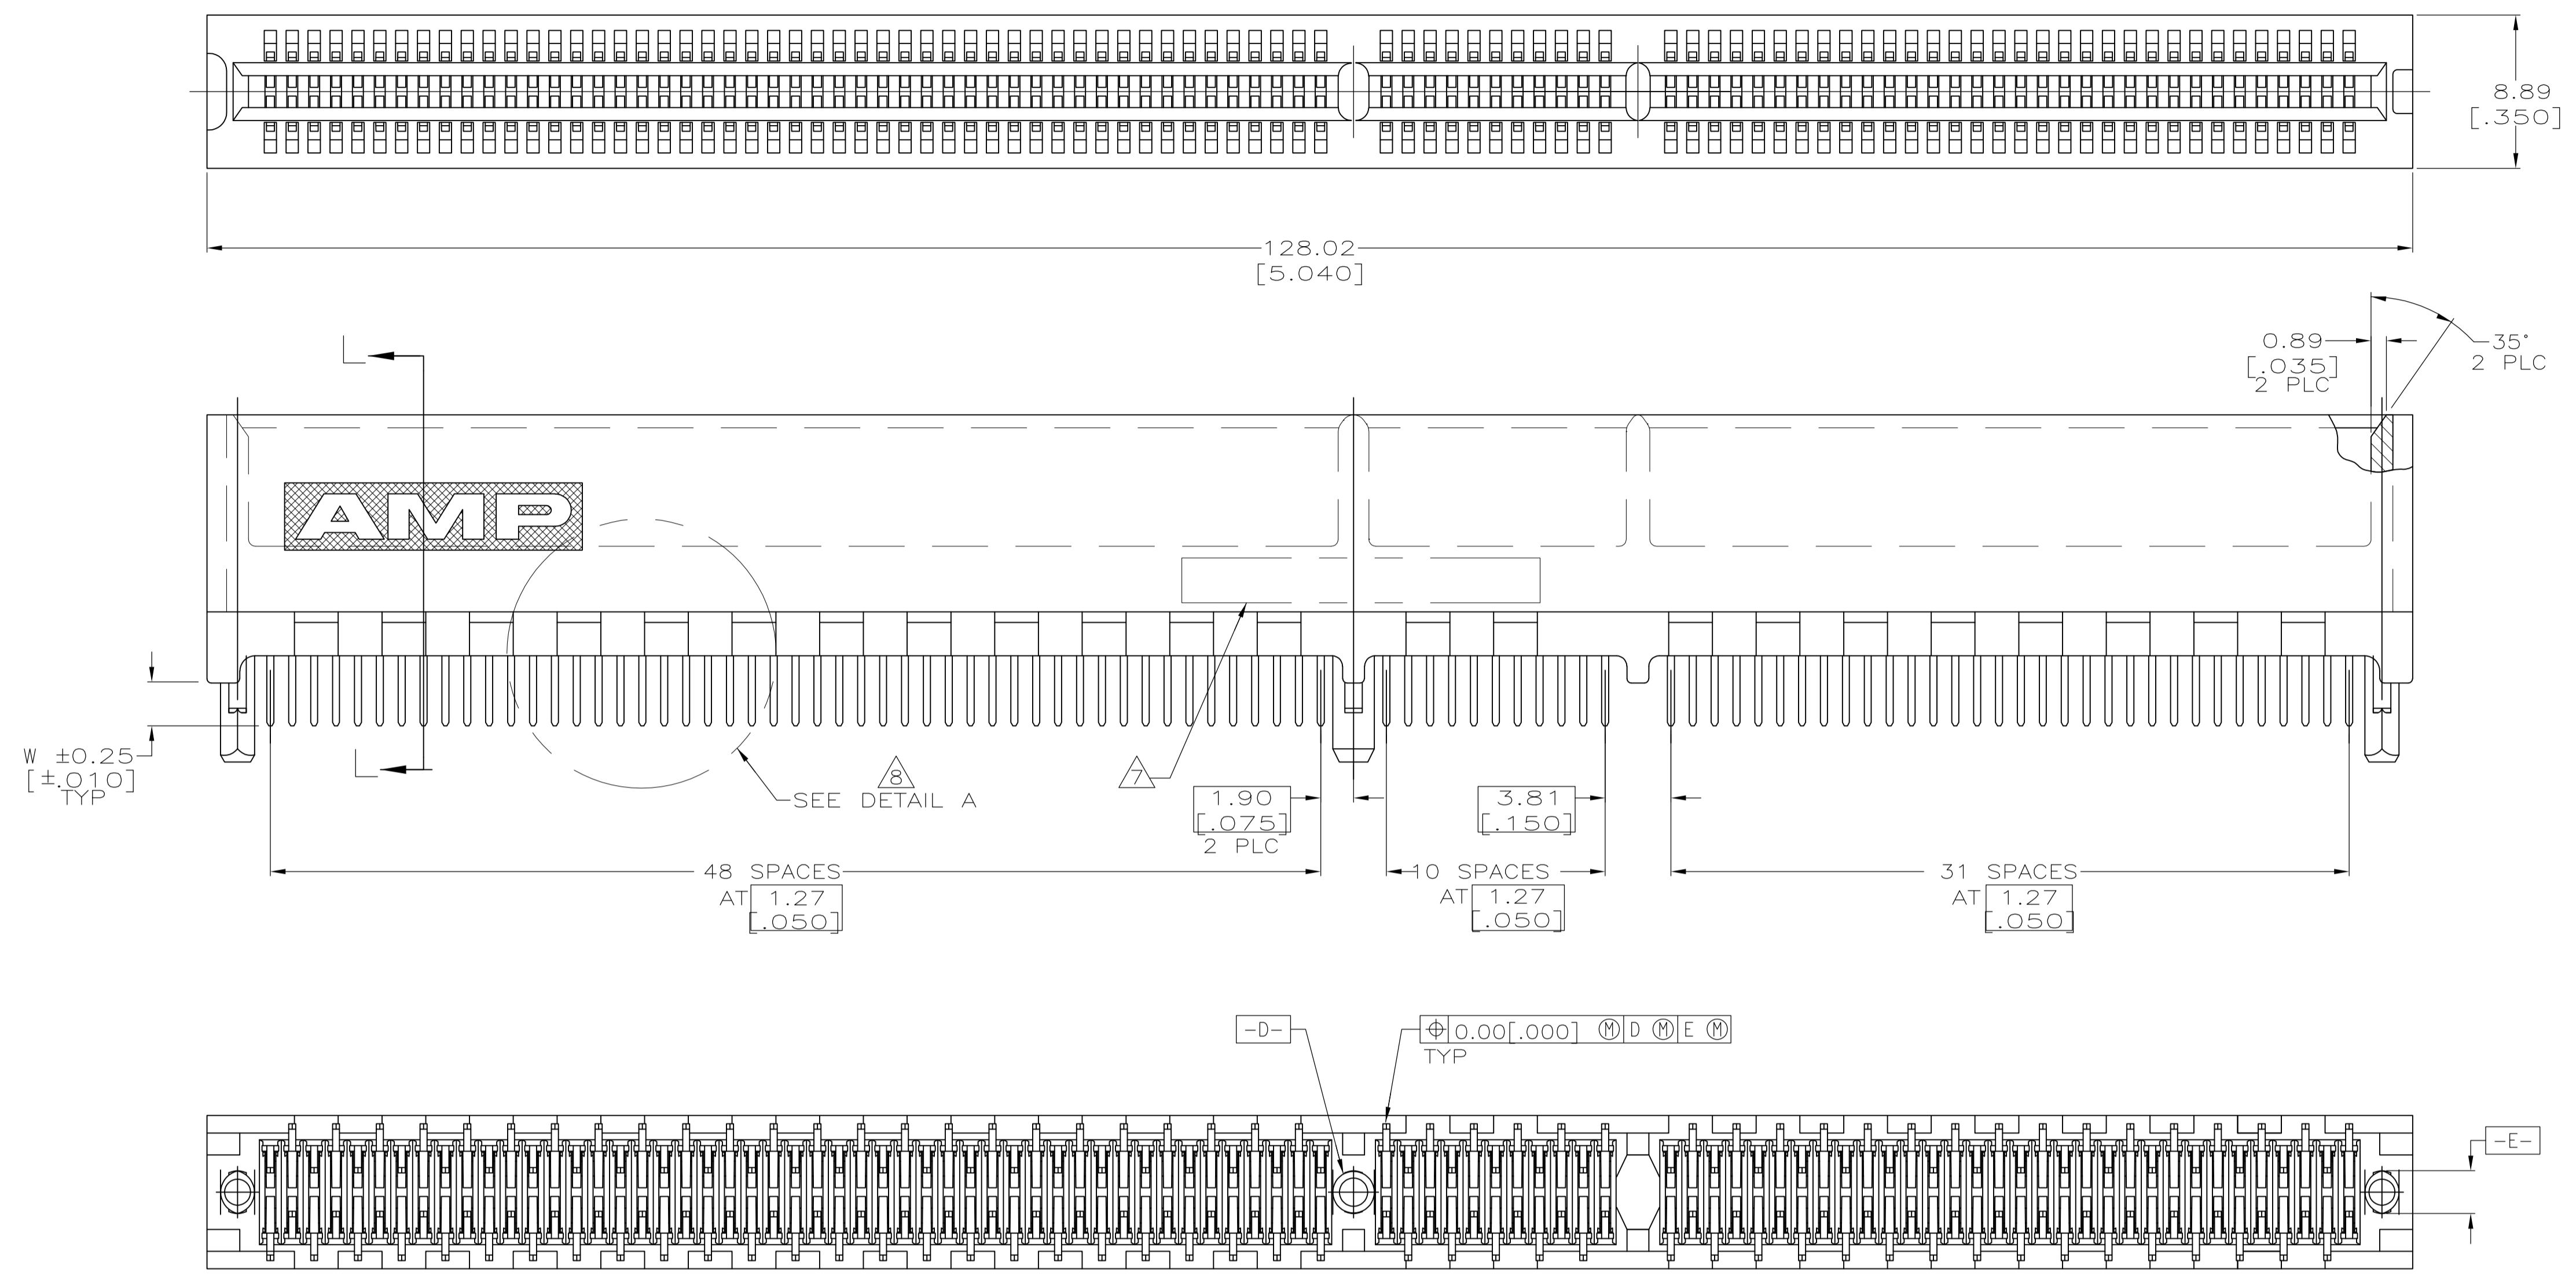 8.89
[.350]
128.02
[5.040]
0.89
[.035]
2 PLC
35°
2 PLC
AMP
W ±0.25
[±.010]
TYP
8
SEE DETAIL A
7
1.90
[.075]
2 PLC
3.81
[.150]
48 SPACES
AT 1.27
[.050]
10 SPACES
AT 1.27
[.050]
31 SPACES
AT 1.27
[.050]
-D-
⌖ 0.00[.000] Ⓜ D Ⓜ E Ⓜ
TYP
-E-